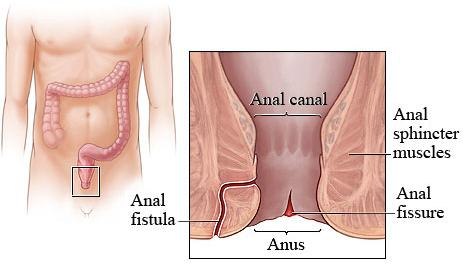 Anal canal
Anal
sphincter
muscles
Anal
fistula
Anal
fissure
Anus